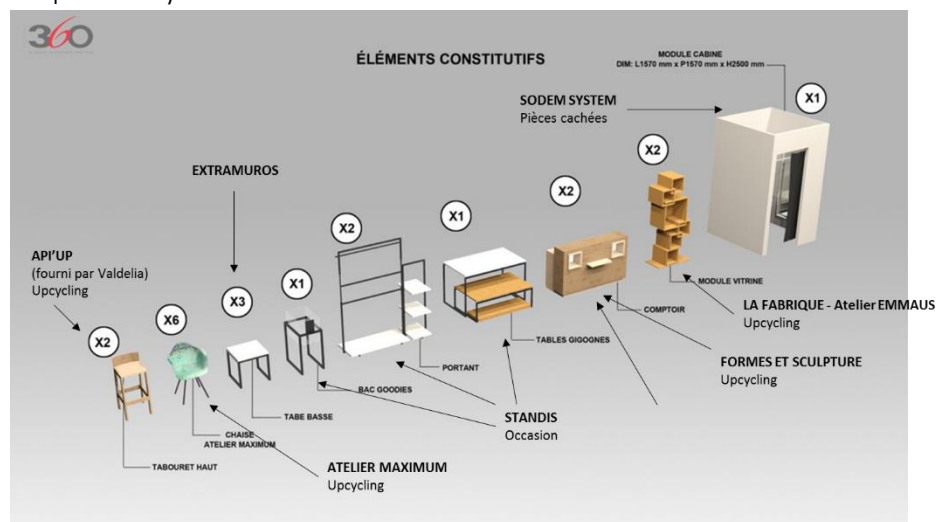 360
ÉLÉMENTS CONSTITUTIFS
MODULE CABINE
DIM: L1570 mm x P1570 mm x H2500 mm
X1
SODEM SYSTEM
Pièces cachées
X2
EXTRAMUROS
X2
X1
X2
API'UP
(fourni par Valdelia)
Upcycling
X3
X1
X6
X2
MODULE VITRINE
LA FABRIQUE - Atelier EMMAUS
Upcycling
COMPTOIR
TABLES GIGOGNES
FORMES ET SCULPTURE
Upcycling
PORTANT
BAC GOODIES
STANDIS
Occasion
TABE BASSE
CHAISE
ATELIER MAXIMUM
TABOURET HAUT
ATELIER MAXIMUM
Upcycling